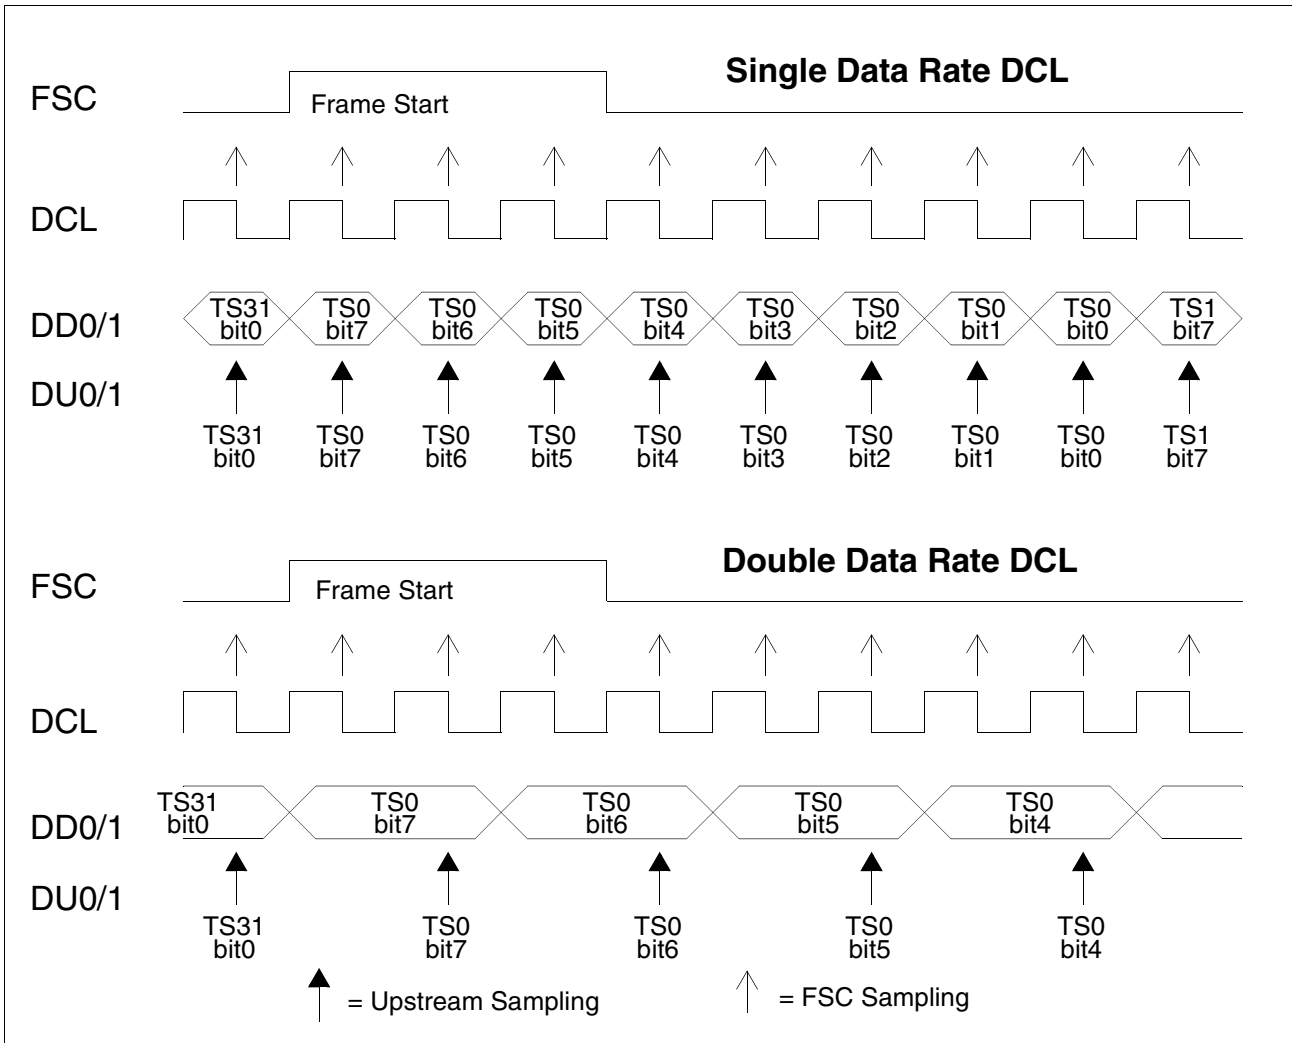 Single Data Rate DCL
FSC
Frame Start
DCL
DD0/1
TS31 TS0 TS0 TS0 TS0 TS0 TS0 TS0 TS0 TS1
bit0 bit7 bit6 bit5 bit4 bit3 bit2 bit1 bit0 bit7
DU0/1
TS31 TS0 TS0 TS0 TS0 TS0 TS0 TS0 TS0 TS1
bit0 bit7 bit6 bit5 bit4 bit3 bit2 bit1 bit0 bit7
Double Data Rate DCL
FSC
Frame Start
DCL
DD0/1
TS31 TS0 TS0 TS0 TS0
bit0 bit7 bit6 bit5 bit4
DU0/1
TS31 TS0 TS0 TS0 TS0
bit0 bit7 bit6 bit5 bit4
= Upstream Sampling
= FSC Sampling